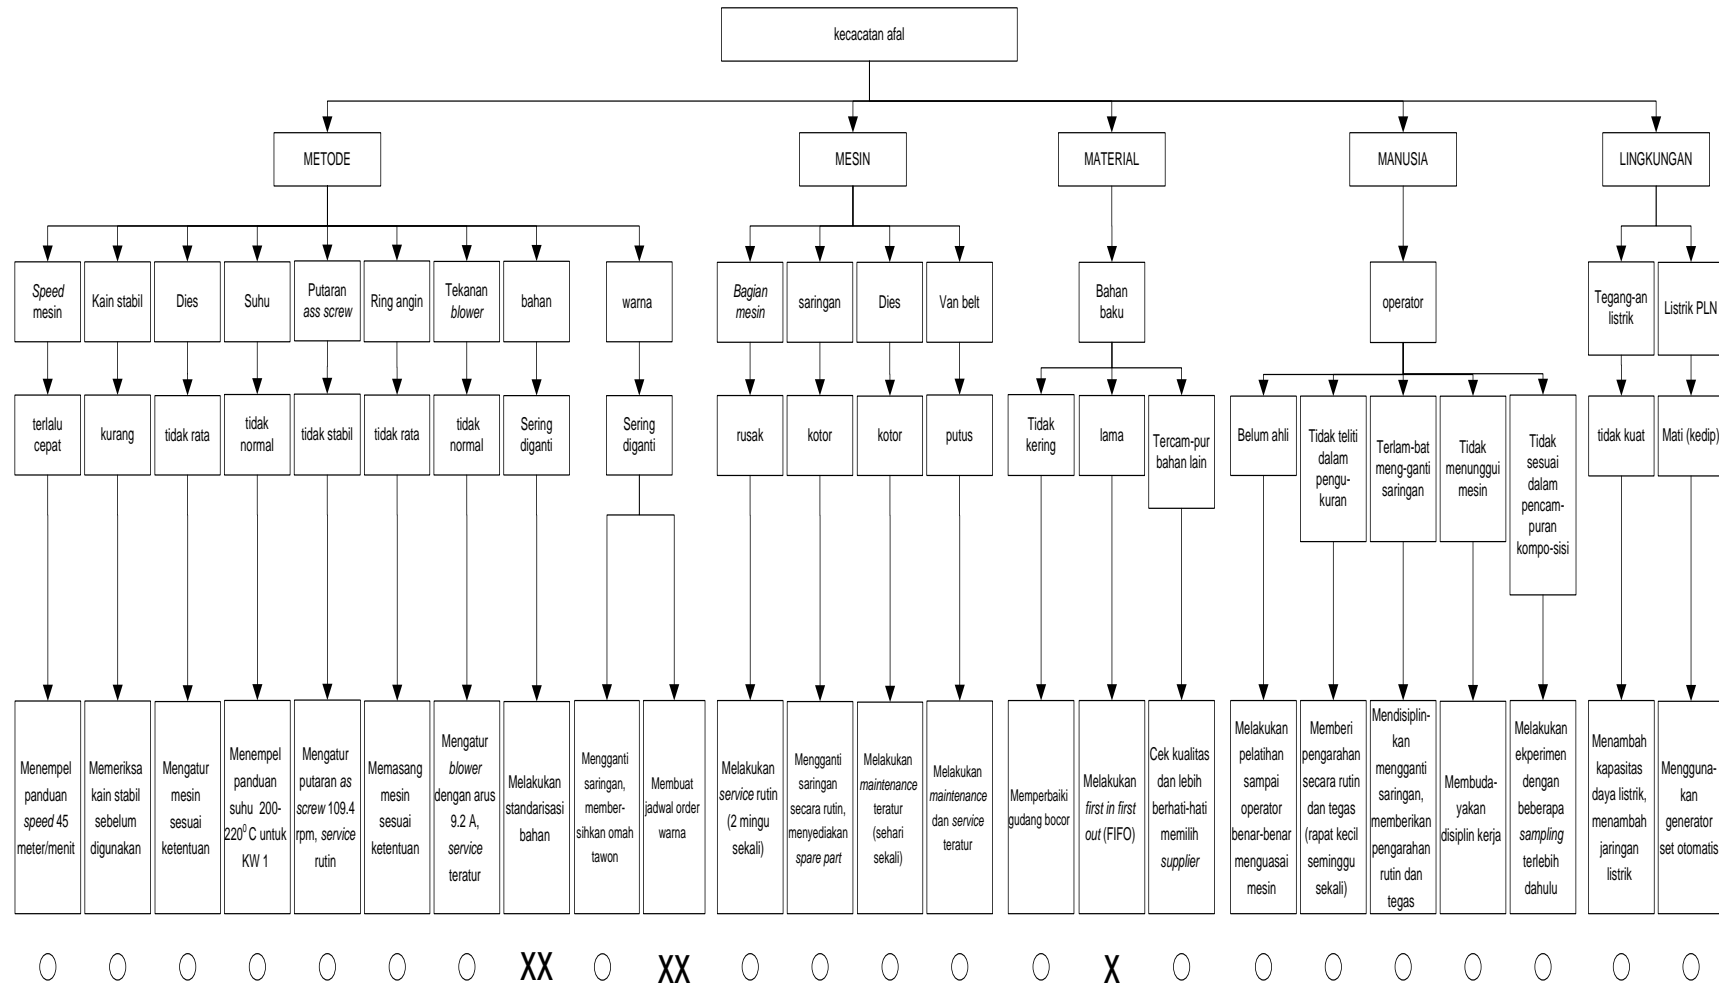 kecacatan afal
METODE
MESIN
MATERIAL
MANUSIA
LINGKUNGAN
Speed
mesin
Kain stabil
Dies
Suhu
Putaran
ass screw
Ring angin
Tekanan
blower
bahan
warna
Bagian
mesin
saringan
Dies
Van belt
Bahan
baku
operator
Tegang-an
listrik
Listrik PLN
terlalu
cepat
kurang
tidak rata
tidak
normal
tidak stabil
tidak rata
tidak
normal
Sering
diganti
Sering
diganti
rusak
kotor
kotor
putus
Tidak
kering
lama
Tercam-pur
bahan lain
Belum ahli
Tidak teliti
dalam
pengu-
kuran
Terlam-bat
meng-ganti
saringan
Tidak
menunggui
mesin
Tidak
sesuai
dalam
pencam-
puran
kompo-sisi
tidak kuat
Mati (kedip)
Menempel
panduan
speed 45
meter/menit
Memeriksa
kain stabil
sebelum
digunakan
Mengatur
mesin
sesuai
ketentuan
Menempel
panduan
suhu 200-
220⁰ C untuk
KW 1
Mengatur
putaran as
screw 109.4
rpm, service
rutin
Memasang
mesin
sesuai
ketentuan
Mengatur
blower
dengan arus
9.2 A,
service
teratur
Melakukan
standarisasi
bahan
Mengganti
saringan,
member-
sihkan omah
tawon
Membuat
jadwal order
warna
Melakukan
service rutin
(2 mingu
sekali)
Mengganti
saringan
secara rutin,
menyediakan
spare part
Melakukan
maintenance
teratur
(sehari
sekali)
Melakukan
maintenance
dan service
teratur
Memperbaiki
gudang bocor
Melakukan
first in first
out (FIFO)
Cek kualitas
dan lebih
berhati-hati
memilih
supplier
Melakukan
pelatihan
sampai
operator
benar-benar
menguasai
mesin
Memberi
pengarahan
secara rutin
dan tegas
(rapat kecil
seminggu
sekali)
Mendisiplin-
kan
mengganti
saringan,
memberikan
pengarahan
rutin dan
tegas
Membuda-
yakan
disiplin kerja
Melakukan
ekperimen
dengan
beberapa
sampling
terlebih
dahulu
Menambah
kapasitas
daya listrik,
menambah
jaringan
listrik
Mengguna-
kan
generator
set otomatis
XX
XX
X